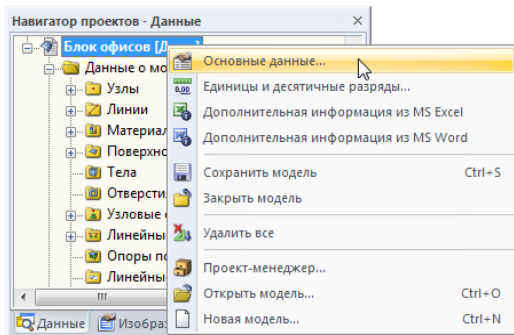 Навигатор проектов - Данные
Блок офисов [Д
Данные о мо
Узлы
Линии
Материал
Поверхно
Тела
Отверсти
Узловые
Линейны
Опоры по
Линейны
Данные
Изобра
Основные данные...
Единицы и десятичные разряды...
Дополнительная информация из MS Excel
Дополнительная информация из MS Word
Сохранить модель Ctrl+S
Закрыть модель
Удалить все
Проект-менеджер...
Открыть модель... Ctrl+O
Новая модель... Ctrl+N